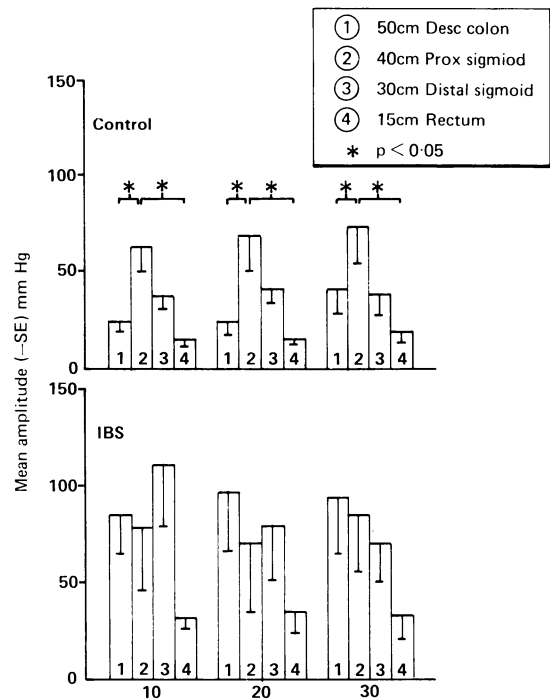 ① 50cm Desc colon
② 40cm Prox sigmiod
③ 30cm Distal sigmoid
④ 15cm Rectum
* p < 0·05
Mean amplitude (−SE) mm Hg
150
Control
100
* * * * * *
50
1 2 3 4 1 2 3 4 1 2 3 4
0
150
IBS
100
50
1 2 3 4 1 2 3 4 1 2 3 4
0
10 20 30